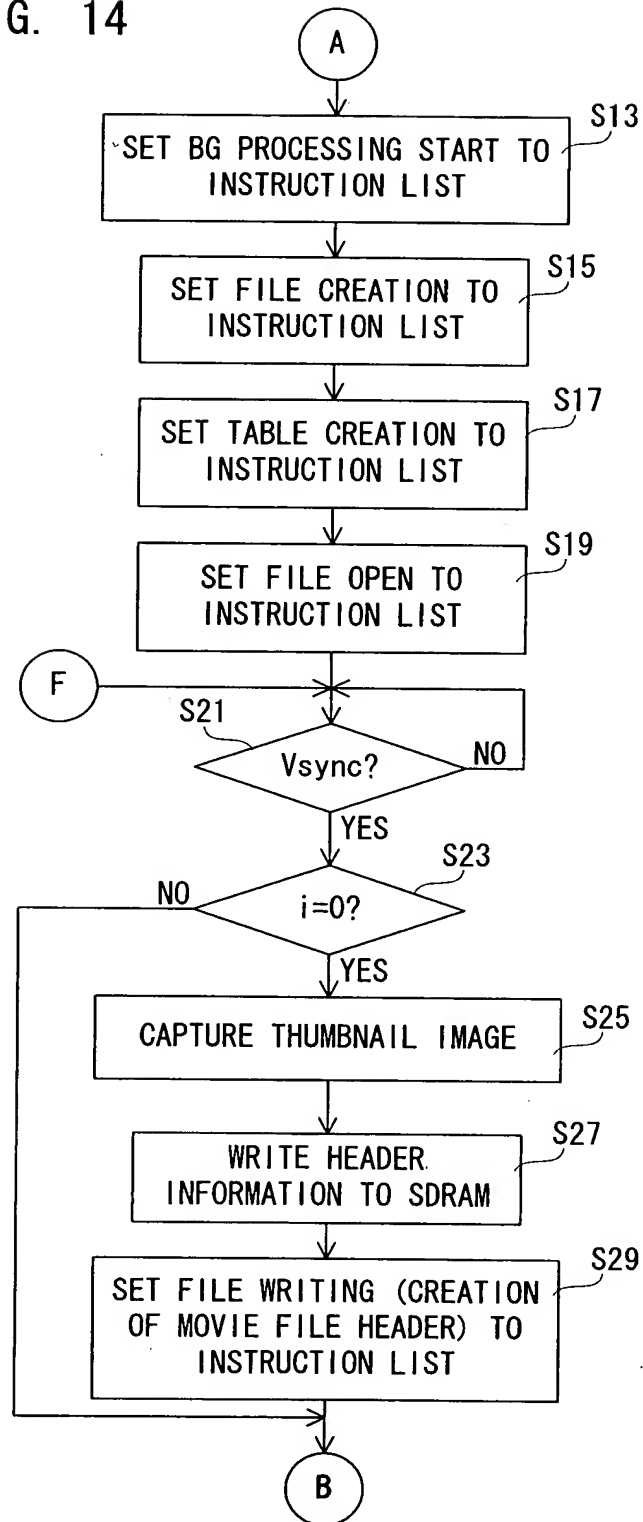 G. 14
A
S13
SET BG PROCESSING START TO
INSTRUCTION LIST
S15
SET FILE CREATION TO
INSTRUCTION LIST
S17
SET TABLE CREATION TO
INSTRUCTION LIST
S19
SET FILE OPEN TO
INSTRUCTION LIST
F
S21
Vsync?
NO
YES
S23
NO
i=0?
YES
S25
CAPTURE THUMBNAIL IMAGE
S27
WRITE HEADER
INFORMATION TO SDRAM
S29
SET FILE WRITING (CREATION
OF MOVIE FILE HEADER) TO
INSTRUCTION LIST
B